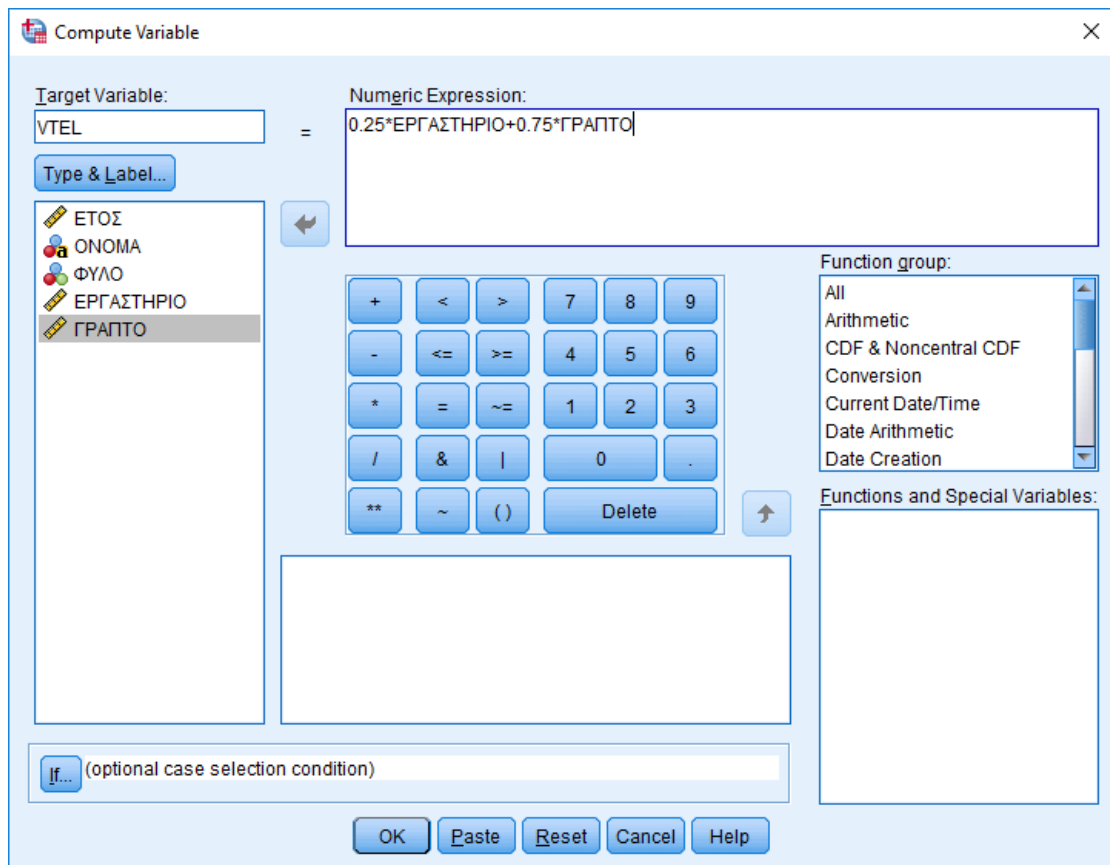 Compute Variable
Target Variable:
VTEL
=
Numeric Expression:
0.25*ΕΡΓΑΣΤΗΡΙΟ+0.75*ΓΡΑΠΤΟ
Type & Label...
ΕΤΟΣ
ΟΝΟΜΑ
ΦΥΛΟ
ΕΡΓΑΣΤΗΡΙΟ
ΓΡΑΠΤΟ
+ < > 7 8 9
- <= >= 4 5 6
* = ~= 1 2 3
/ & | 0 .
** ~ ( ) Delete
Function group:
All
Arithmetic
CDF & Noncentral CDF
Conversion
Current Date/Time
Date Arithmetic
Date Creation
Functions and Special Variables:
If... (optional case selection condition)
OK Paste Reset Cancel Help